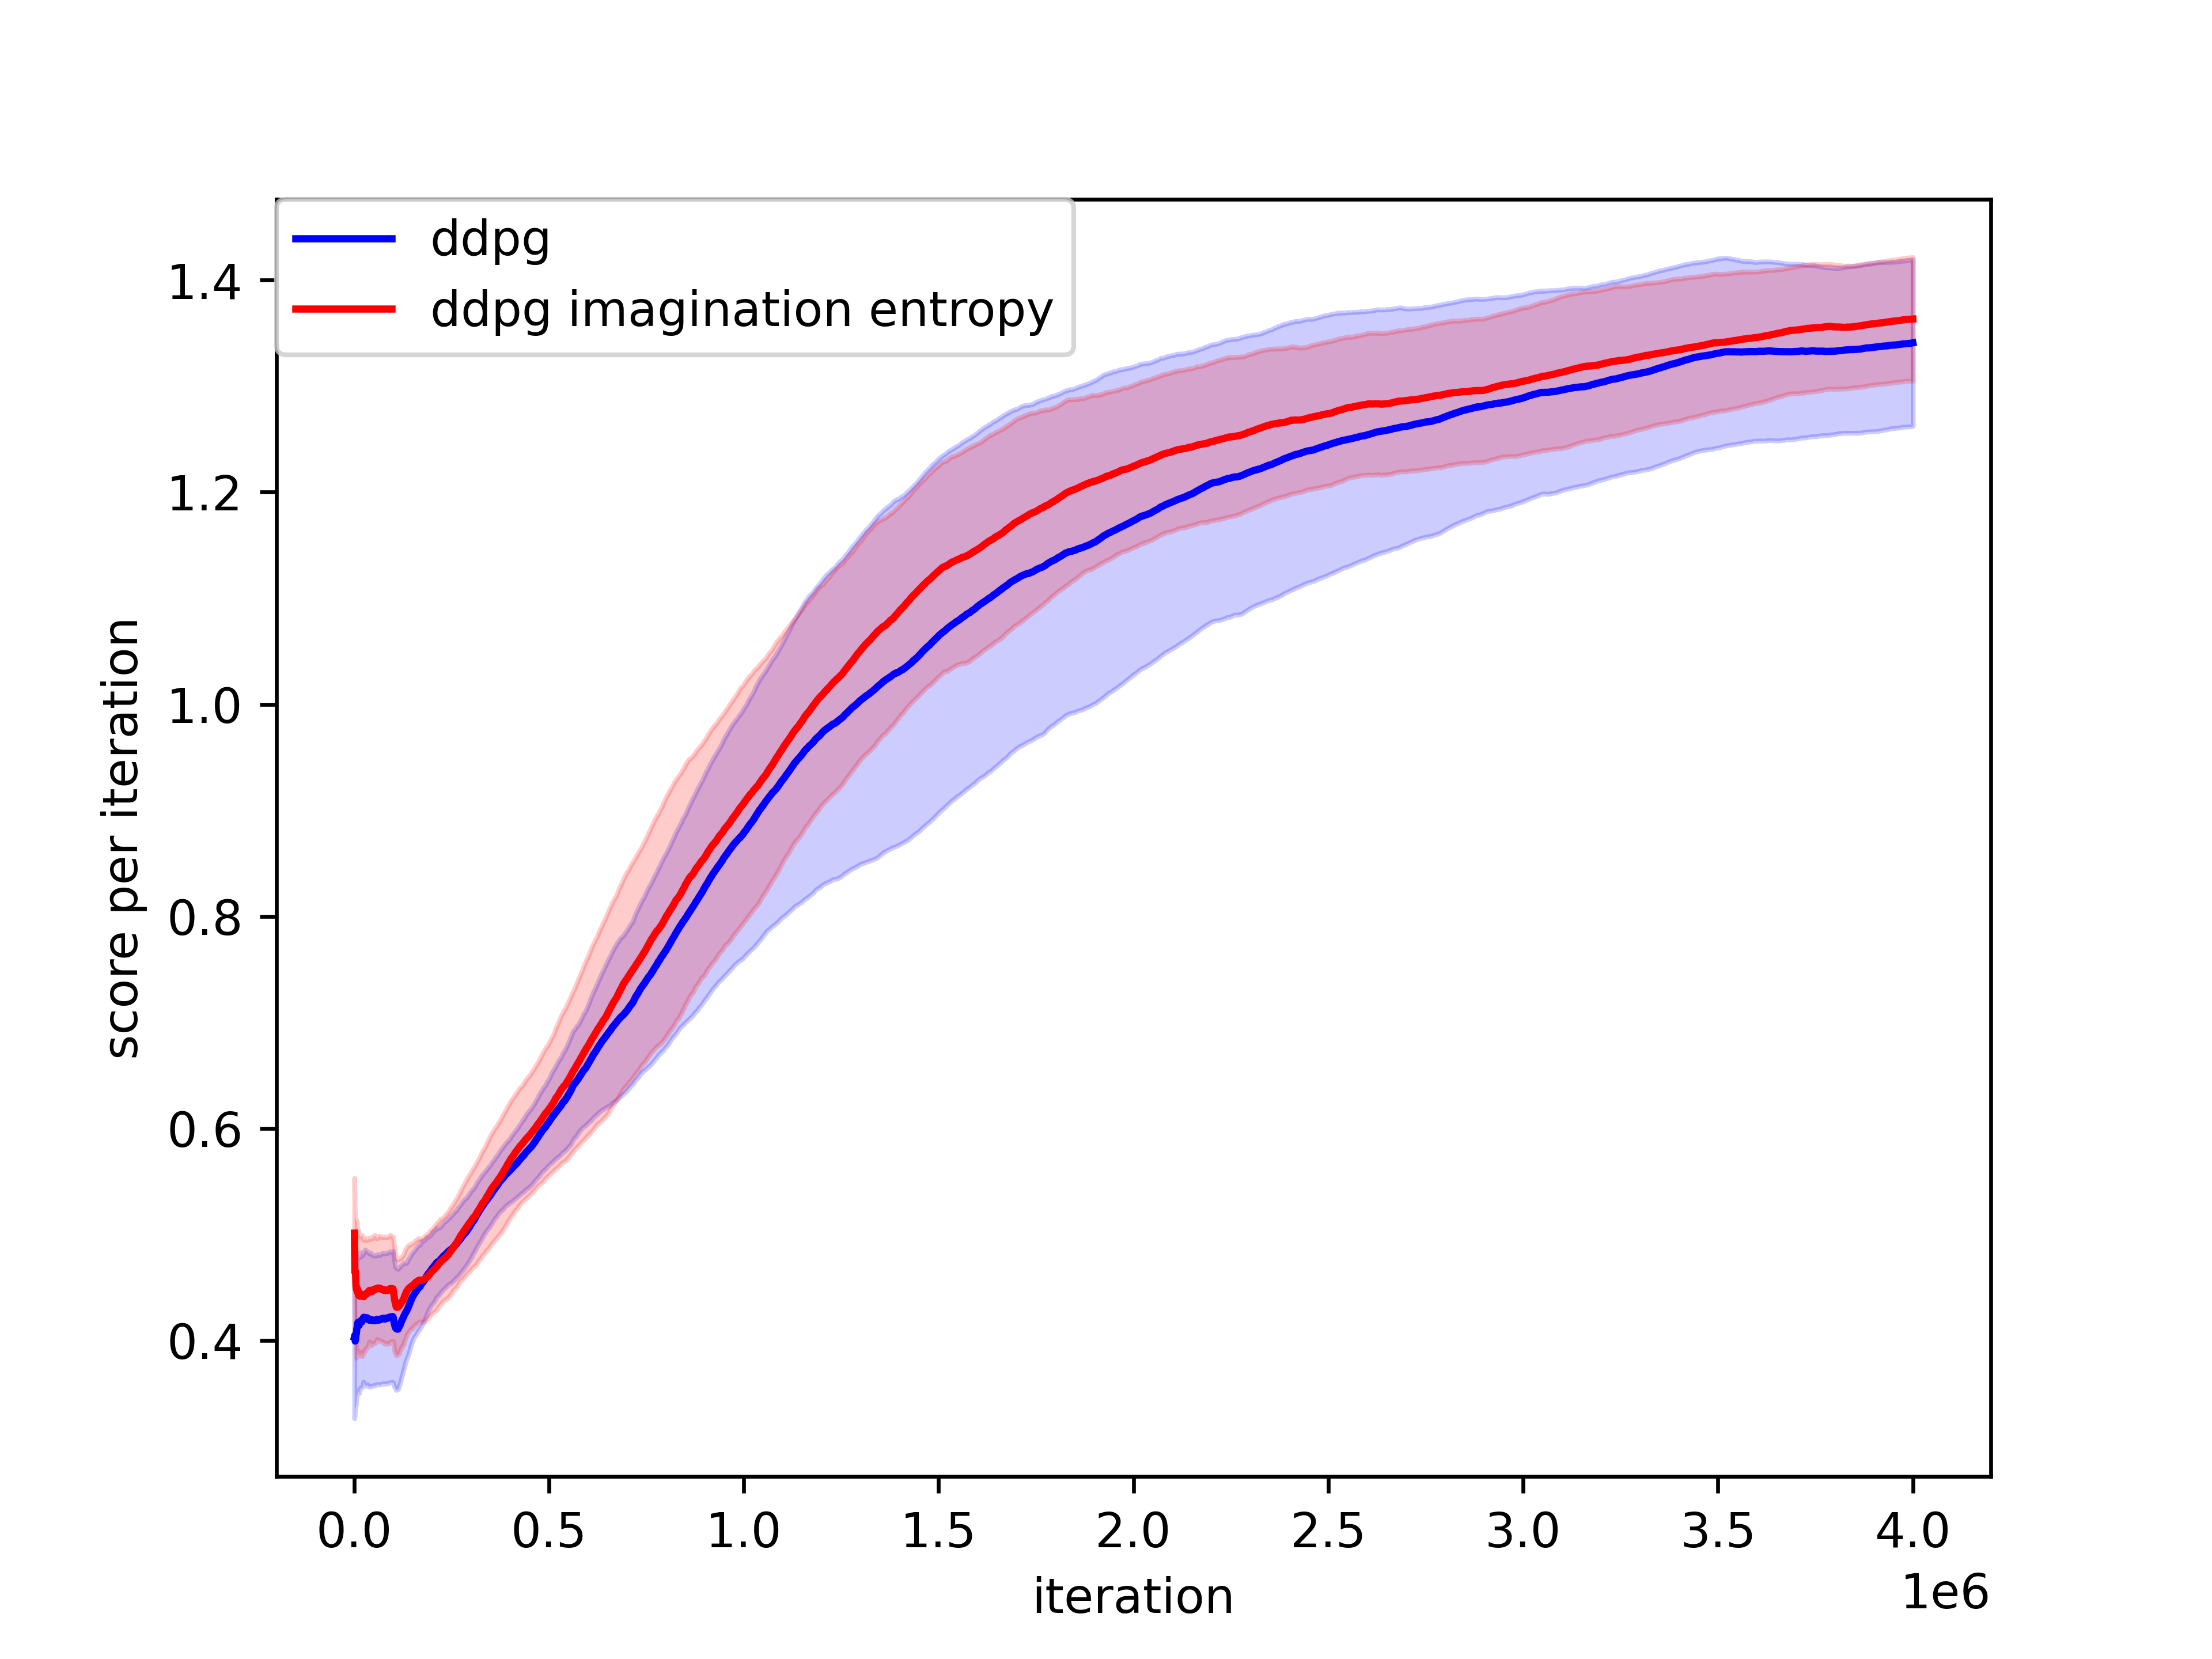 ddpg
ddpg imagination entropy
1.4
1.2
1.0
0.8
0.6
0.4
score per iteration
0.0 0.5 1.0 1.5 2.0 2.5 3.0 3.5 4.0
iteration
1e6